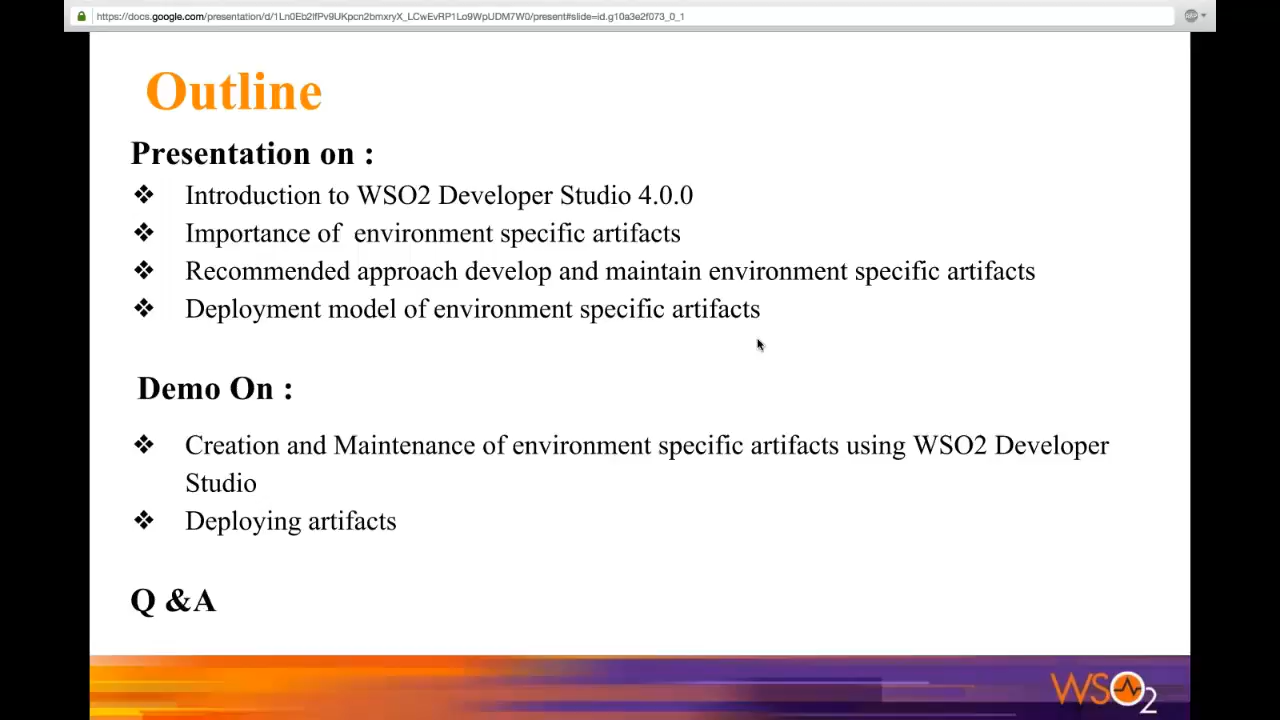 https://docs.google.com/presentation/d/1Ln0Eb2lfPv9UKpcn2bmxryX_LCwEvRP1Lo9WpUDM7W0/present#slide=id.g10a3e2f073_0_1
Outline
Presentation on :
❖ Introduction to WSO2 Developer Studio 4.0.0
❖ Importance of environment specific artifacts
❖ Recommended approach develop and maintain environment specific artifacts
❖ Deployment model of environment specific artifacts
Demo On :
❖ Creation and Maintenance of environment specific artifacts using WSO2 Developer
Studio
❖ Deploying artifacts
Q &A
WSO2